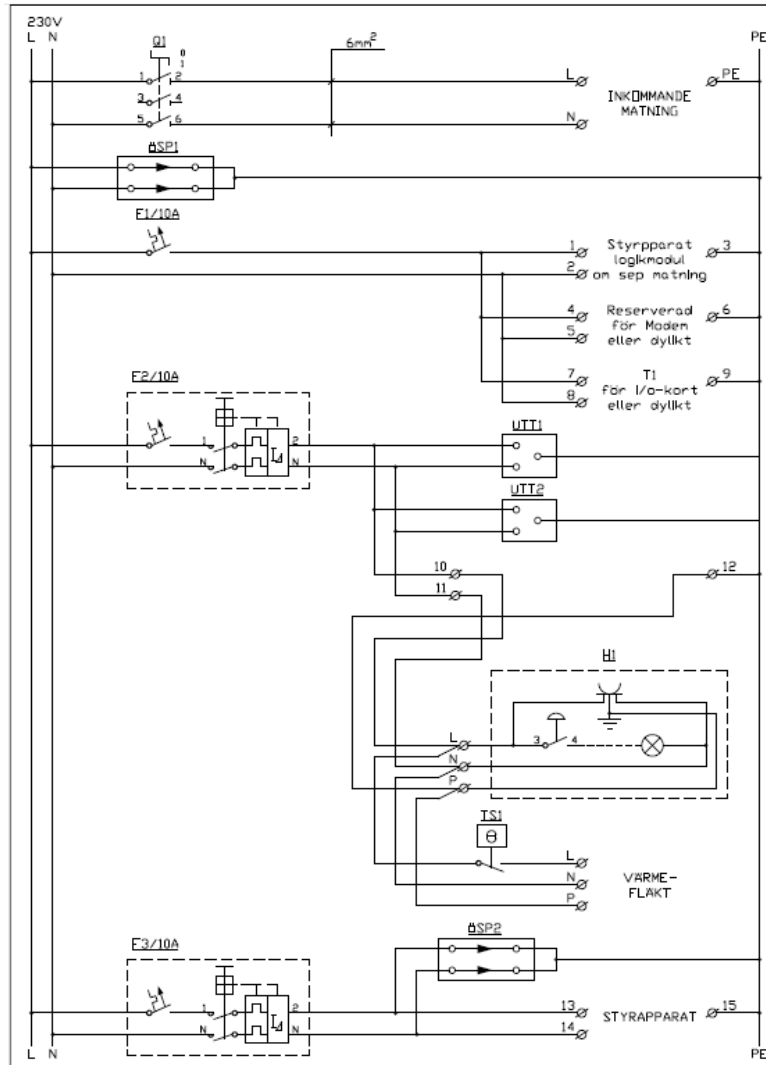 230V
L N PE
Q1
0
1
6mm²
1 2
3 4
5 6
L PE
INKOMMANDE
MATNING
N
ÖSP1
F1/10A
1 Styrpparat 3
logikmodul
2 om sep matning
4 Reserverad 6
för Modem
5 eller dylikt
7 T1 9
för i/o-kort
8 eller dylikt
F2/10A
1 2
N N
IΔ
UTT1
UTT2
10 12
11
H1
L 3 4
N
P
TS1
θ
L
N VÄRME-
FLÄKT
P
ÖSP2
F3/10A
1 2
N N
IΔ
13 STYRAPPARAT 15
14
L N PE